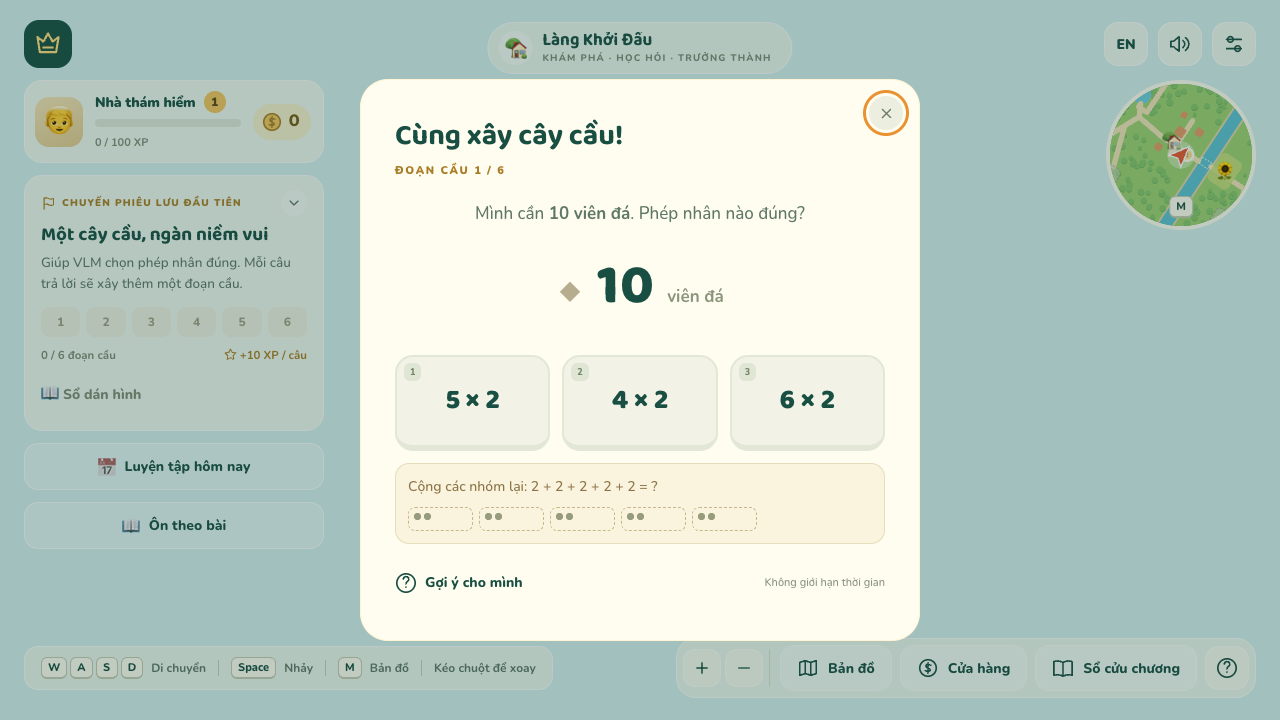 Làng Khởi Đầu
KHÁM PHÁ · HỌC HỎI · TRƯỞNG THÀNH
EN
Nhà thám hiểm 1
0 / 100 XP
0
CHUYẾN PHIÊU LƯU ĐẦU TIÊN
Một cây cầu, ngàn niềm vui
Giúp VLM chọn phép nhân đúng. Mỗi câu
trả lời sẽ xây thêm một đoạn cầu.
1 2 3 4 5 6
0 / 6 đoạn cầu +10 XP / câu
Sổ dán hình
Luyện tập hôm nay
Ôn theo bài
Cùng xây cây cầu!
ĐOẠN CẦU 1 / 6
Mình cần 10 viên đá. Phép nhân nào đúng?
10 viên đá
1 5 × 2
2 4 × 2
3 6 × 2
Cộng các nhóm lại: 2 + 2 + 2 + 2 + 2 = ?
Gợi ý cho mình
Không giới hạn thời gian
M
W A S D Di chuyển Space Nhảy M Bản đồ Kéo chuột để xoay
+ − Bản đồ Cửa hàng Sổ cửu chương